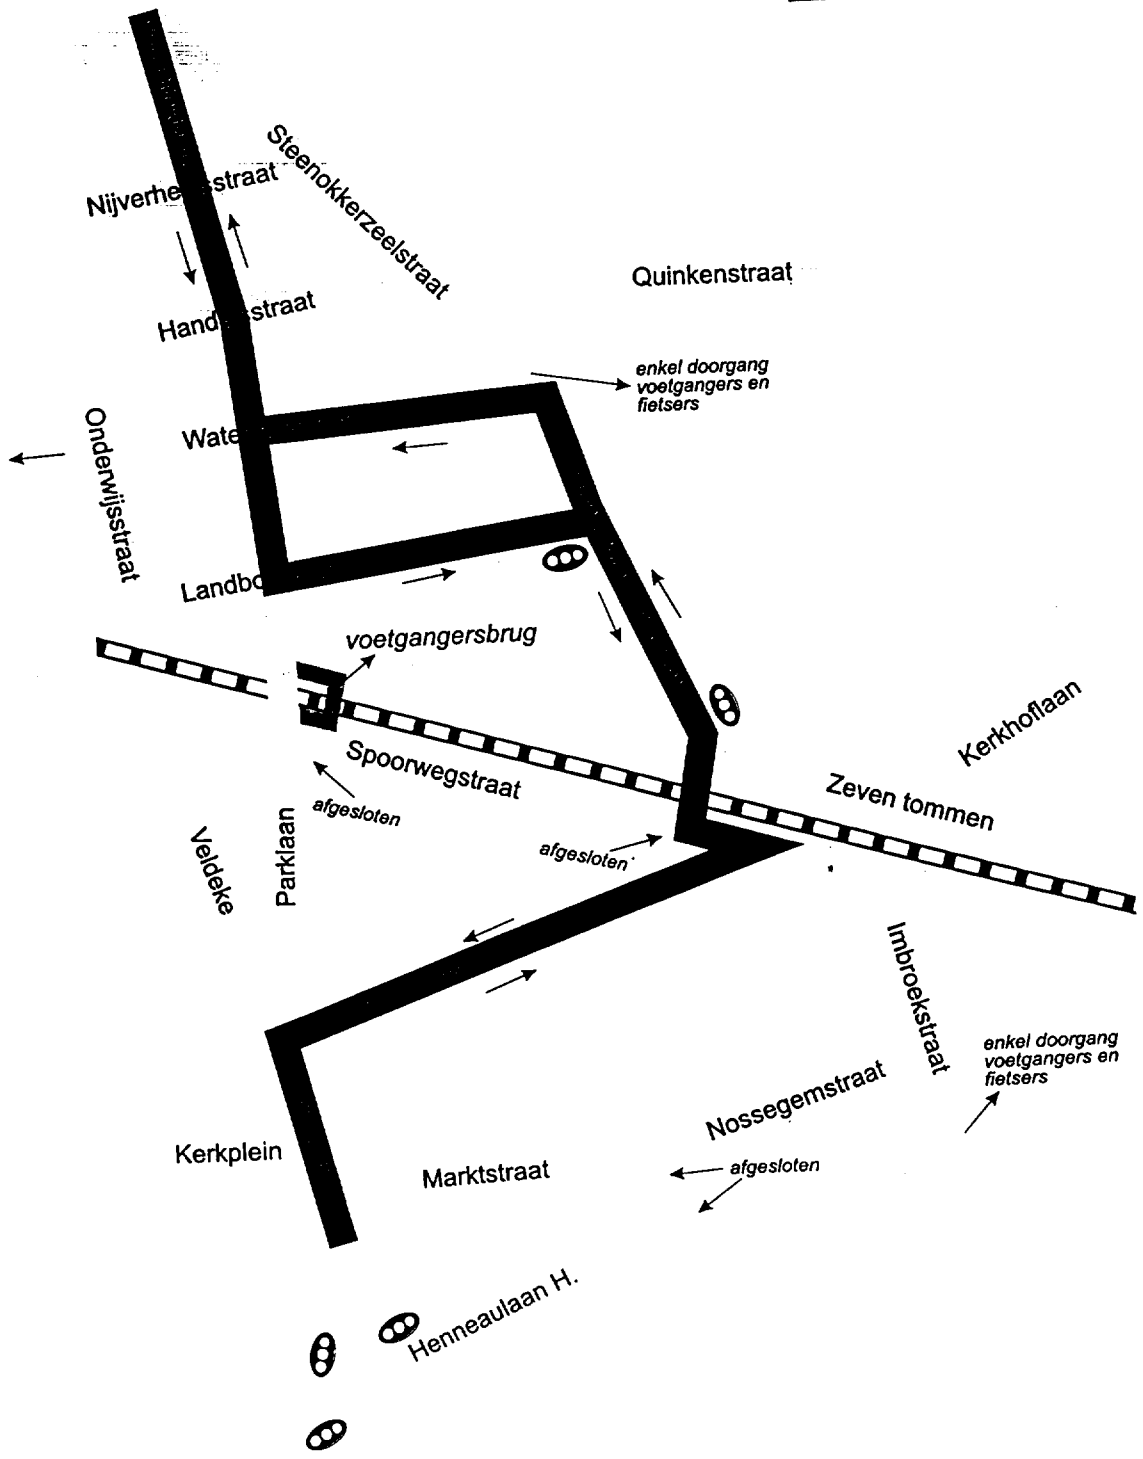 Steenokkerzeelstraat
Quinkenstraat
enkel doorgang
voetgangers en
fietsers
Onderwijsstraat
voetgangersbrug
Spoorwegstraat
afgesloten
Kerkhoflaan
Zeven tommen
Veldeke
Parklaan
afgesloten
Imbroekstraat
enkel doorgang
voetgangers en
fietsers
Nossegemstraat
Kerkplein
Marktstraat
afgesloten
Henneaulaan H.